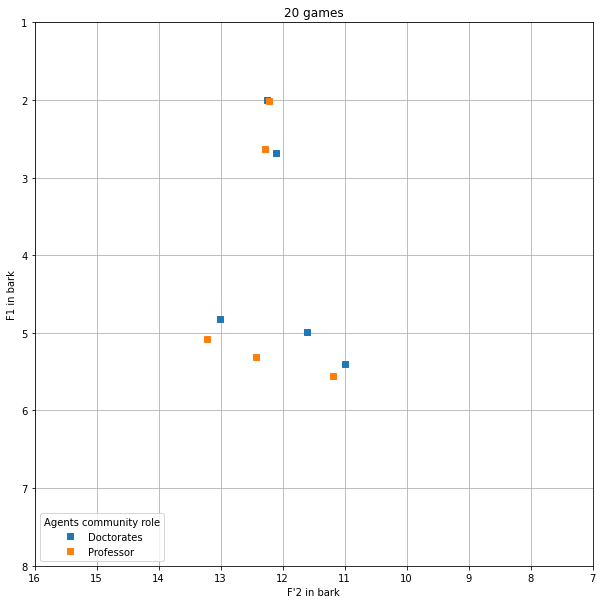 20 games
1
2
3
4
5
6
7
8
F1 in bark
Agents community role
Doctorates
Professor
16 15 14 13 12 11 10 9 8 7
F'2 in bark